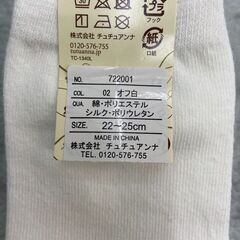 30
フック
紙
口紙
株式会社 チュチュアンナ
0120-576-755
tutuanna.jp
TC-1340L
NO. 722001
COL. 02 オフ白
QUA. 綿・ポリエステル
シルク・ポリウレタン
SIZE. 22~25cm
MADE IN CHINA
株式会社 チュチュアンナ
TEL. 0120-576-755